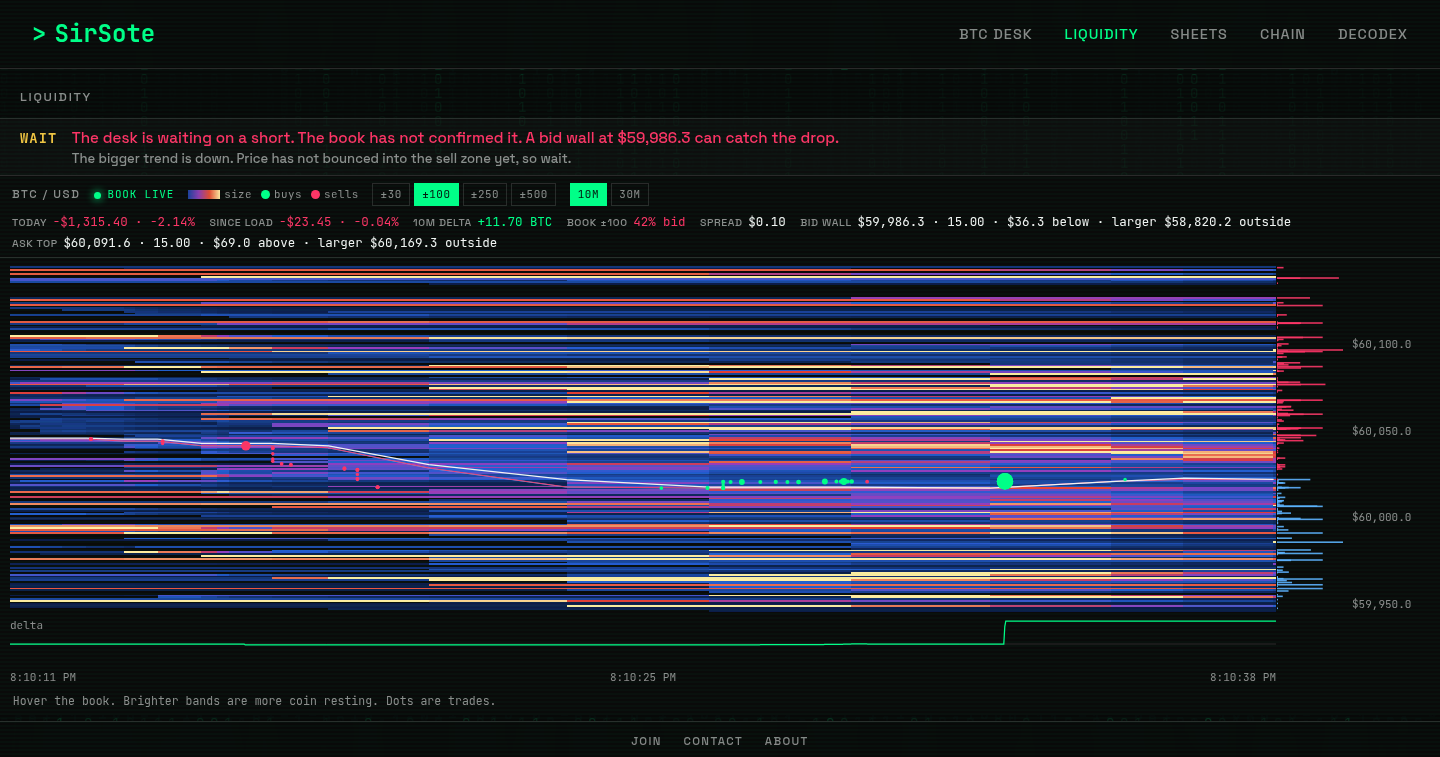 > SirSote
BTC DESK LIQUIDITY SHEETS CHAIN DECODEX
LIQUIDITY
WAIT The desk is waiting on a short. The book has not confirmed it. A bid wall at $59,986.3 can catch the drop.
The bigger trend is down. Price has not bounced into the sell zone yet, so wait.
BTC / USD BOOK LIVE size buys sells ±30 ±100 ±250 ±500 10M 30M
TODAY -$1,315.40 · -2.14% SINCE LOAD -$23.45 · -0.04% 10M DELTA +11.70 BTC BOOK ±100 42% bid SPREAD $0.10 BID WALL $59,986.3 · 15.00 · $36.3 below · larger $58,820.2 outside
ASK TOP $60,091.6 · 15.00 · $69.0 above · larger $60,169.3 outside
$60,100.0
$60,050.0
$60,000.0
$59,950.0
delta
8:10:11 PM 8:10:25 PM 8:10:38 PM
Hover the book. Brighter bands are more coin resting. Dots are trades.
JOIN CONTACT ABOUT